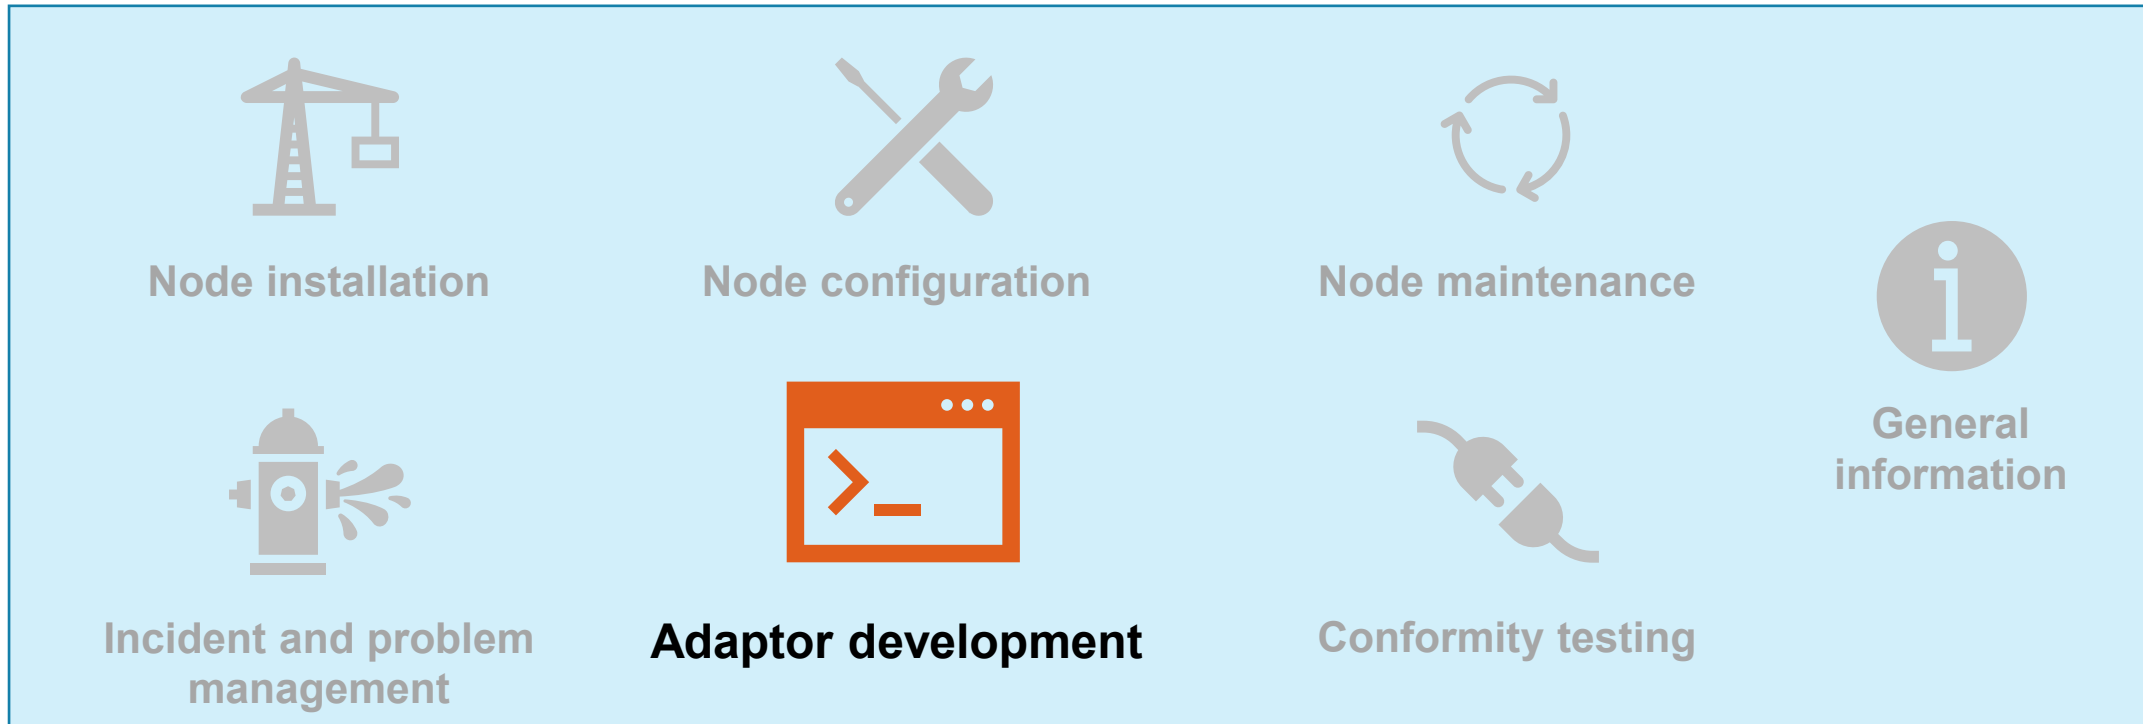 Node installation
Node configuration
Node maintenance
General
information
Incident and problem
management
Adaptor development
Conformity testing